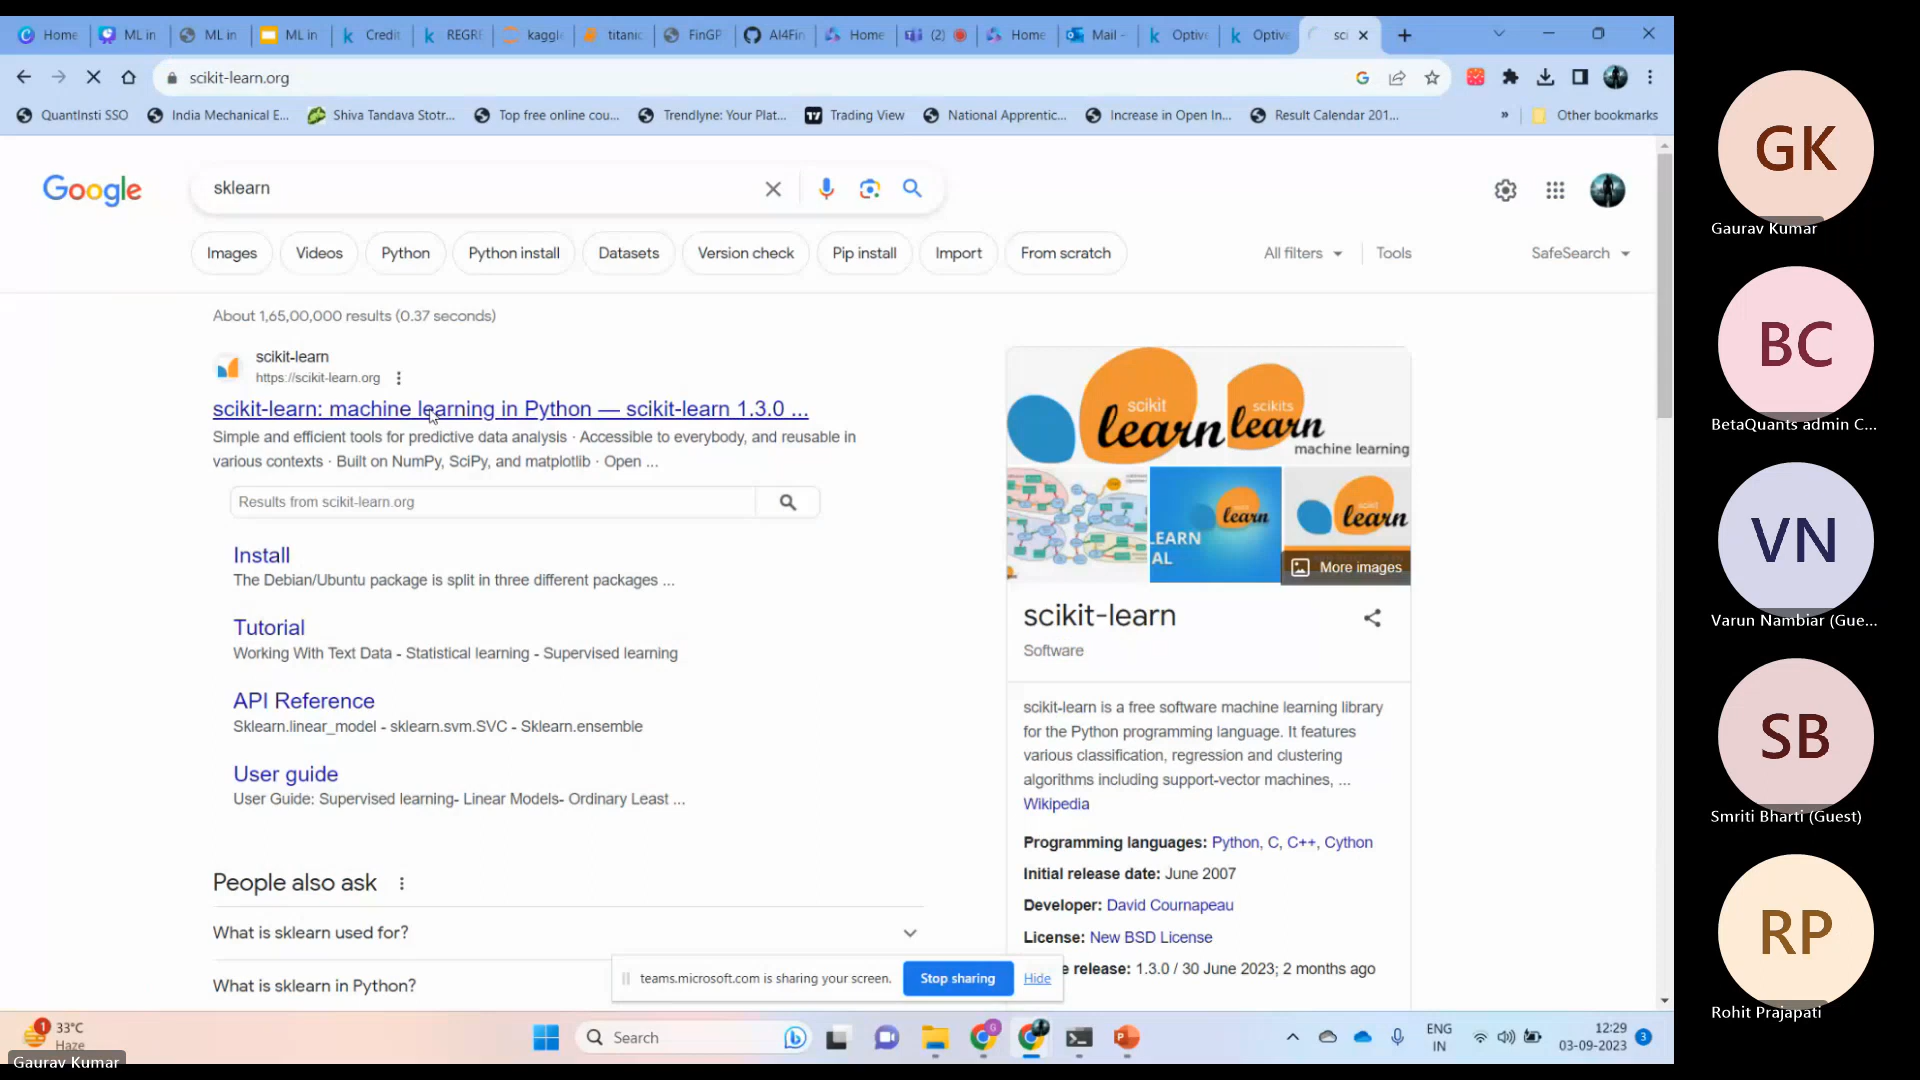 Home
ML in
ML in
ML in
Credit
REGRE
kaggle
titanic
FinGP
AI4Fin
Home
(2)
Home
Mail -
Optive
Optive
sci
scikit-learn.org
QuantInsti SSO
India Mechanical E...
Shiva Tandava Stotr...
Top free online cou...
Trendlyne: Your Plat...
Trading View
National Apprentic...
Increase in Open In...
Result Calendar 201...
»
Other bookmarks
Google
sklearn
Images
Videos
Python
Python install
Datasets
Version check
Pip install
Import
From scratch
All filters
Tools
SafeSearch
About 1,65,00,000 results (0.37 seconds)
scikit-learn
https://scikit-learn.org
scikit-learn: machine learning in Python — scikit-learn 1.3.0 ...
Simple and efficient tools for predictive data analysis · Accessible to everybody, and reusable in
various contexts · Built on NumPy, SciPy, and matplotlib · Open ...
Results from scikit-learn.org
Install
The Debian/Ubuntu package is split in three different packages ...
Tutorial
Working With Text Data - Statistical learning - Supervised learning
API Reference
Sklearn.linear_model - sklearn.svm.SVC - Sklearn.ensemble
User guide
User Guide: Supervised learning- Linear Models- Ordinary Least ...
People also ask
What is sklearn used for?
What is sklearn in Python?
scikit
learn
scikits
learn
machine learning
learn
LEARN
AL
learn
More images
scikit-learn
Software
scikit-learn is a free software machine learning library
for the Python programming language. It features
various classification, regression and clustering
algorithms including support-vector machines, ...
Wikipedia
Programming languages: Python, C, C++, Cython
Initial release date: June 2007
Developer: David Cournapeau
License: New BSD License
e release: 1.3.0 / 30 June 2023; 2 months ago
teams.microsoft.com is sharing your screen.
Stop sharing
Hide
1
33°C
Haze
Search
ENG
IN
12:29
03-09-2023
3
Gaurav Kumar
GK
Gaurav Kumar
BC
BetaQuants admin C...
VN
Varun Nambiar (Gue...
SB
Smriti Bharti (Guest)
RP
Rohit Prajapati